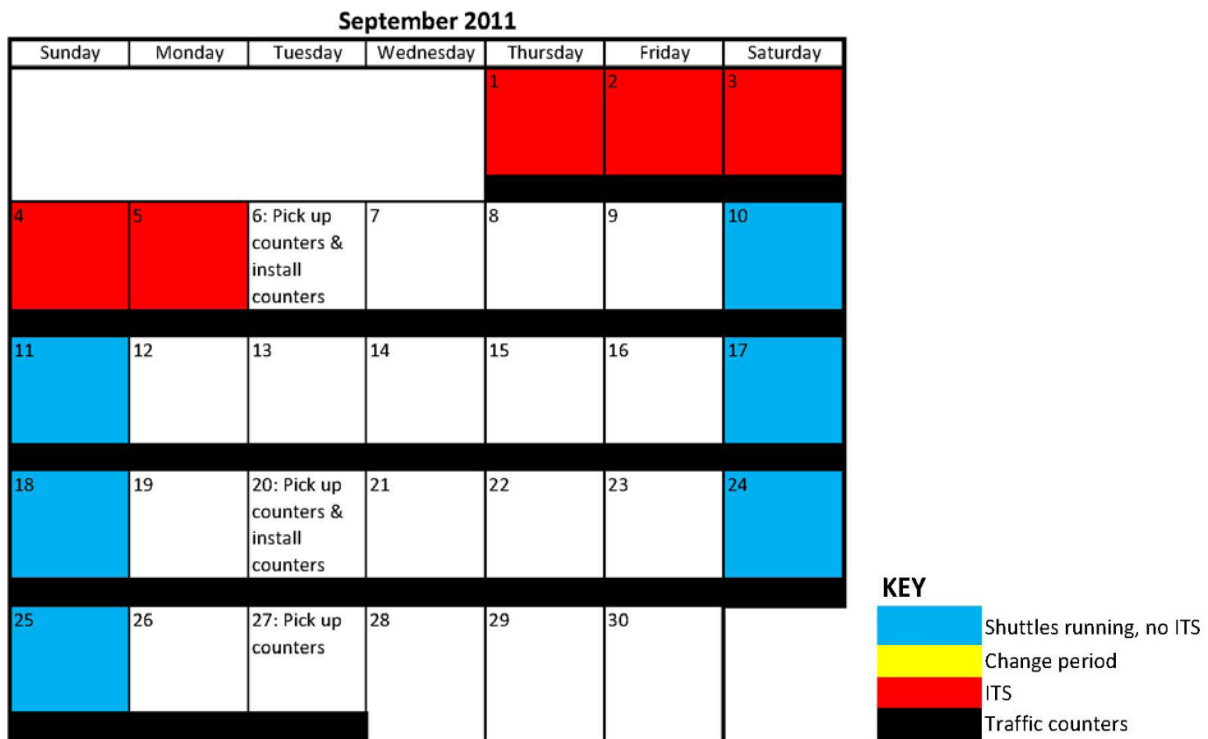 September 2011
Sunday Monday Tuesday Wednesday Thursday Friday Saturday
1 2 3
4 5 6: Pick up 7 8 9 10
counters &
install
counters
11 12 13 14 15 16 17
18 19 20: Pick up 21 22 23 24
counters &
install
counters
25 26 27: Pick up 28 29 30
counters
KEY
Shuttles running, no ITS
Change period
ITS
Traffic counters